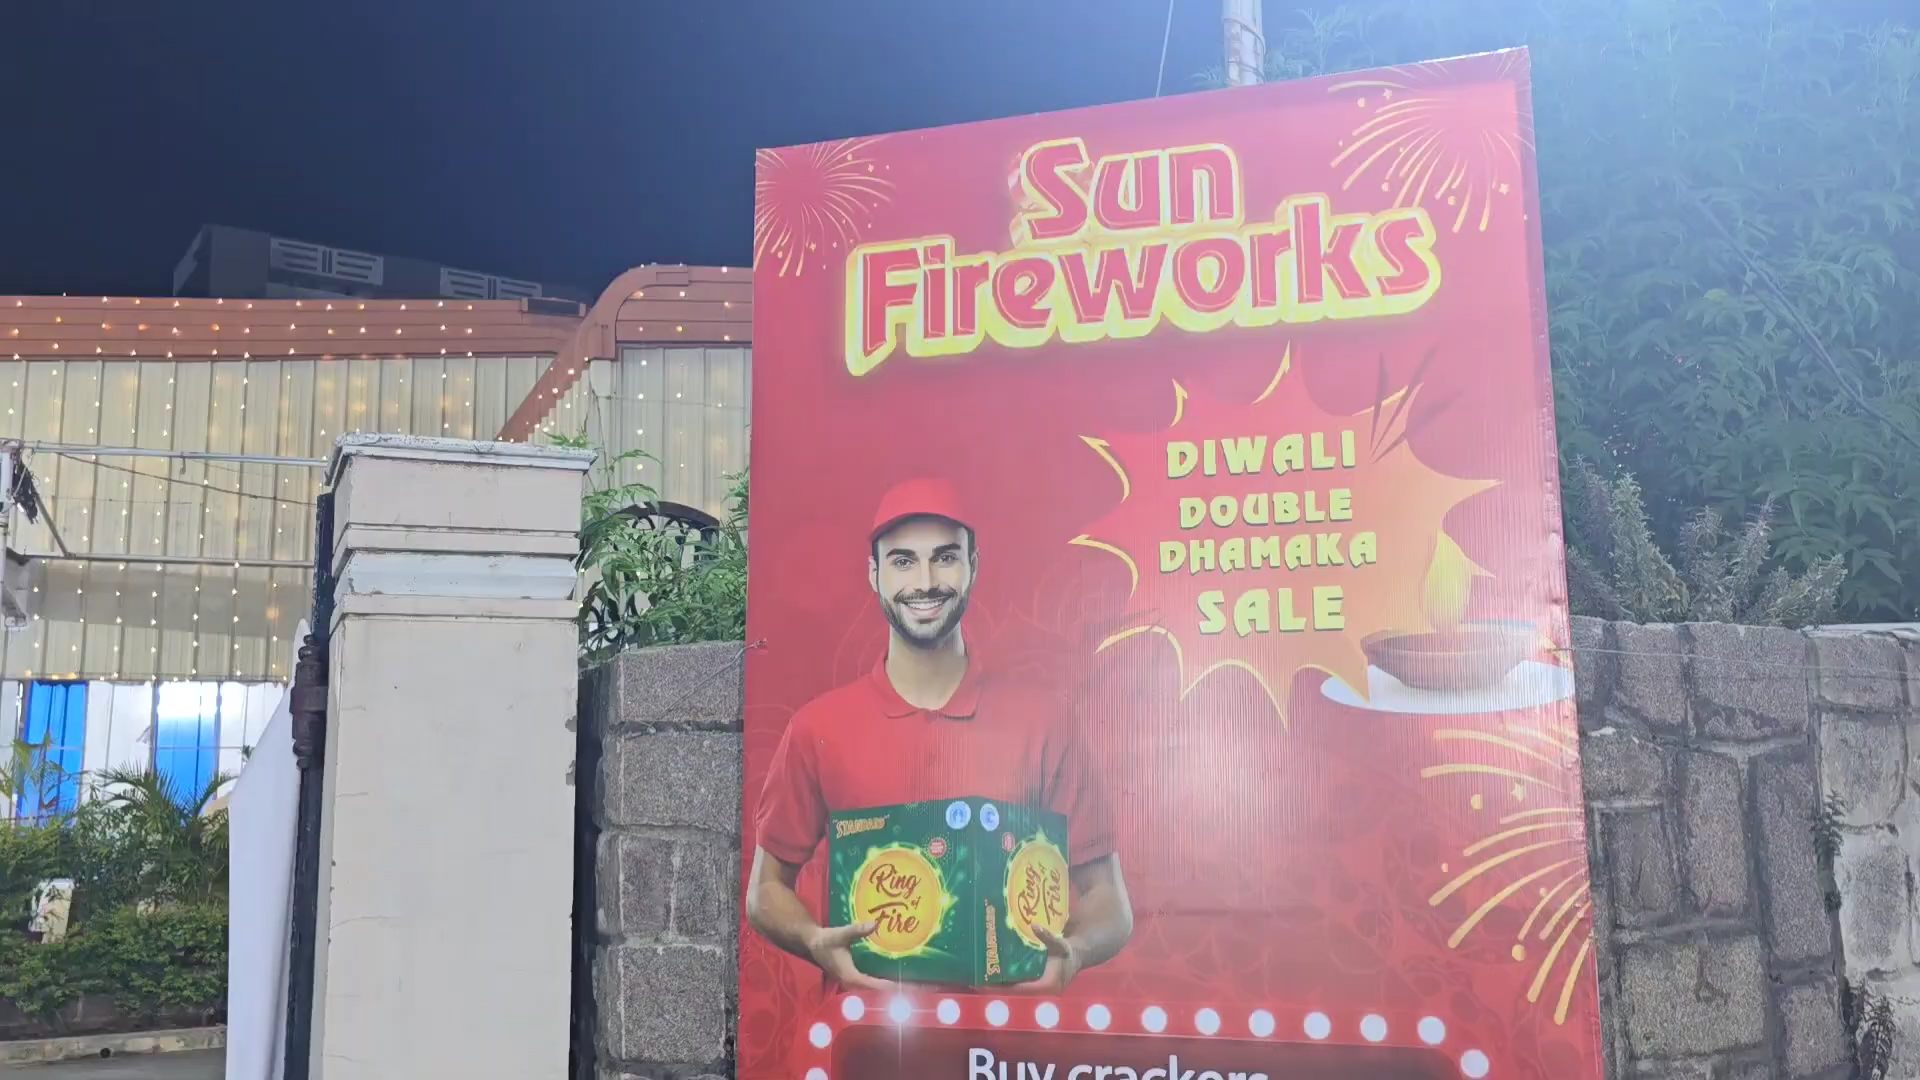 Sun
Fireworks
DIWALI
DOUBLE
DHAMAKA
SALE
"STANDARD"
Ring
of
Fire
Ring
of
Fire
"STANDARD"
Buy crackers